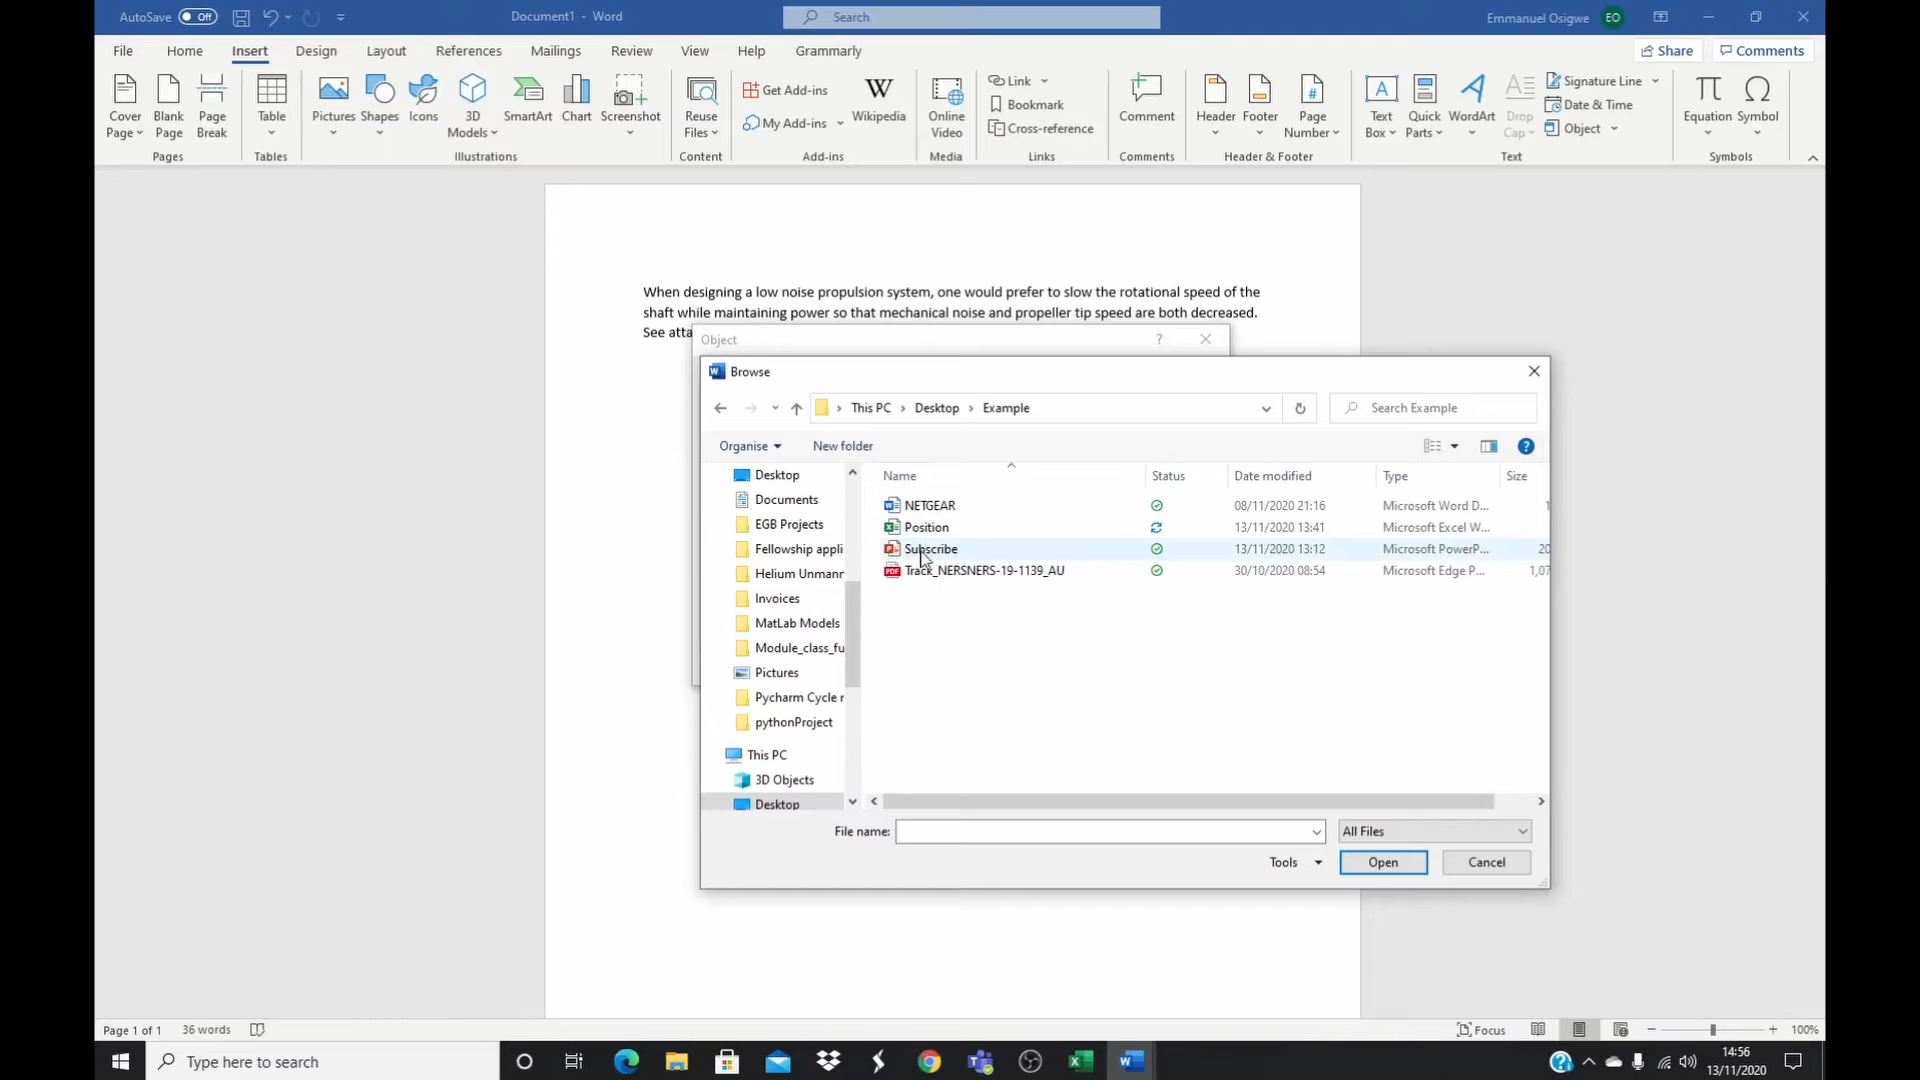 AutoSave Off Document1 - Word Search Emmanuel Osigwe EO
File Home Insert Design Layout References Mailings Review View Help Grammarly Share Comments
Cover Page Blank Page Page Break Pages
Table Tables
Pictures Shapes Icons 3D Models SmartArt Chart Screenshot Illustrations
Reuse Files Content
Get Add-ins My Add-ins Wikipedia Add-ins
Online Video Media
Link Bookmark Cross-reference Links
Comment Comments
Header Footer Page Number Header & Footer
Text Box Quick Parts WordArt Drop Cap Signature Line Date & Time Object Text
Equation Symbol Symbols
When designing a low noise propulsion system, one would prefer to slow the rotational speed of the
shaft while maintaining power so that mechanical noise and propeller tip speed are both decreased.
See atta
Object ?
Browse
This PC Desktop Example Search Example
Organise New folder
Desktop
Documents
EGB Projects
Fellowship appli
Helium Unmann
Invoices
MatLab Models
Module_class_fu
Pictures
Pycharm Cycle r
pythonProject
This PC
3D Objects
Desktop
Name Status Date modified Type Size
NETGEAR 08/11/2020 21:16 Microsoft Word D... 1
Position 13/11/2020 13:41 Microsoft Excel W...
Subscribe 13/11/2020 13:12 Microsoft PowerP... 20
Track_NERSNERS-19-1139_AU 30/10/2020 08:54 Microsoft Edge P... 1,07
File name: All Files
Tools Open Cancel
Page 1 of 1 36 words Focus 100%
Type here to search 14:56
13/11/2020